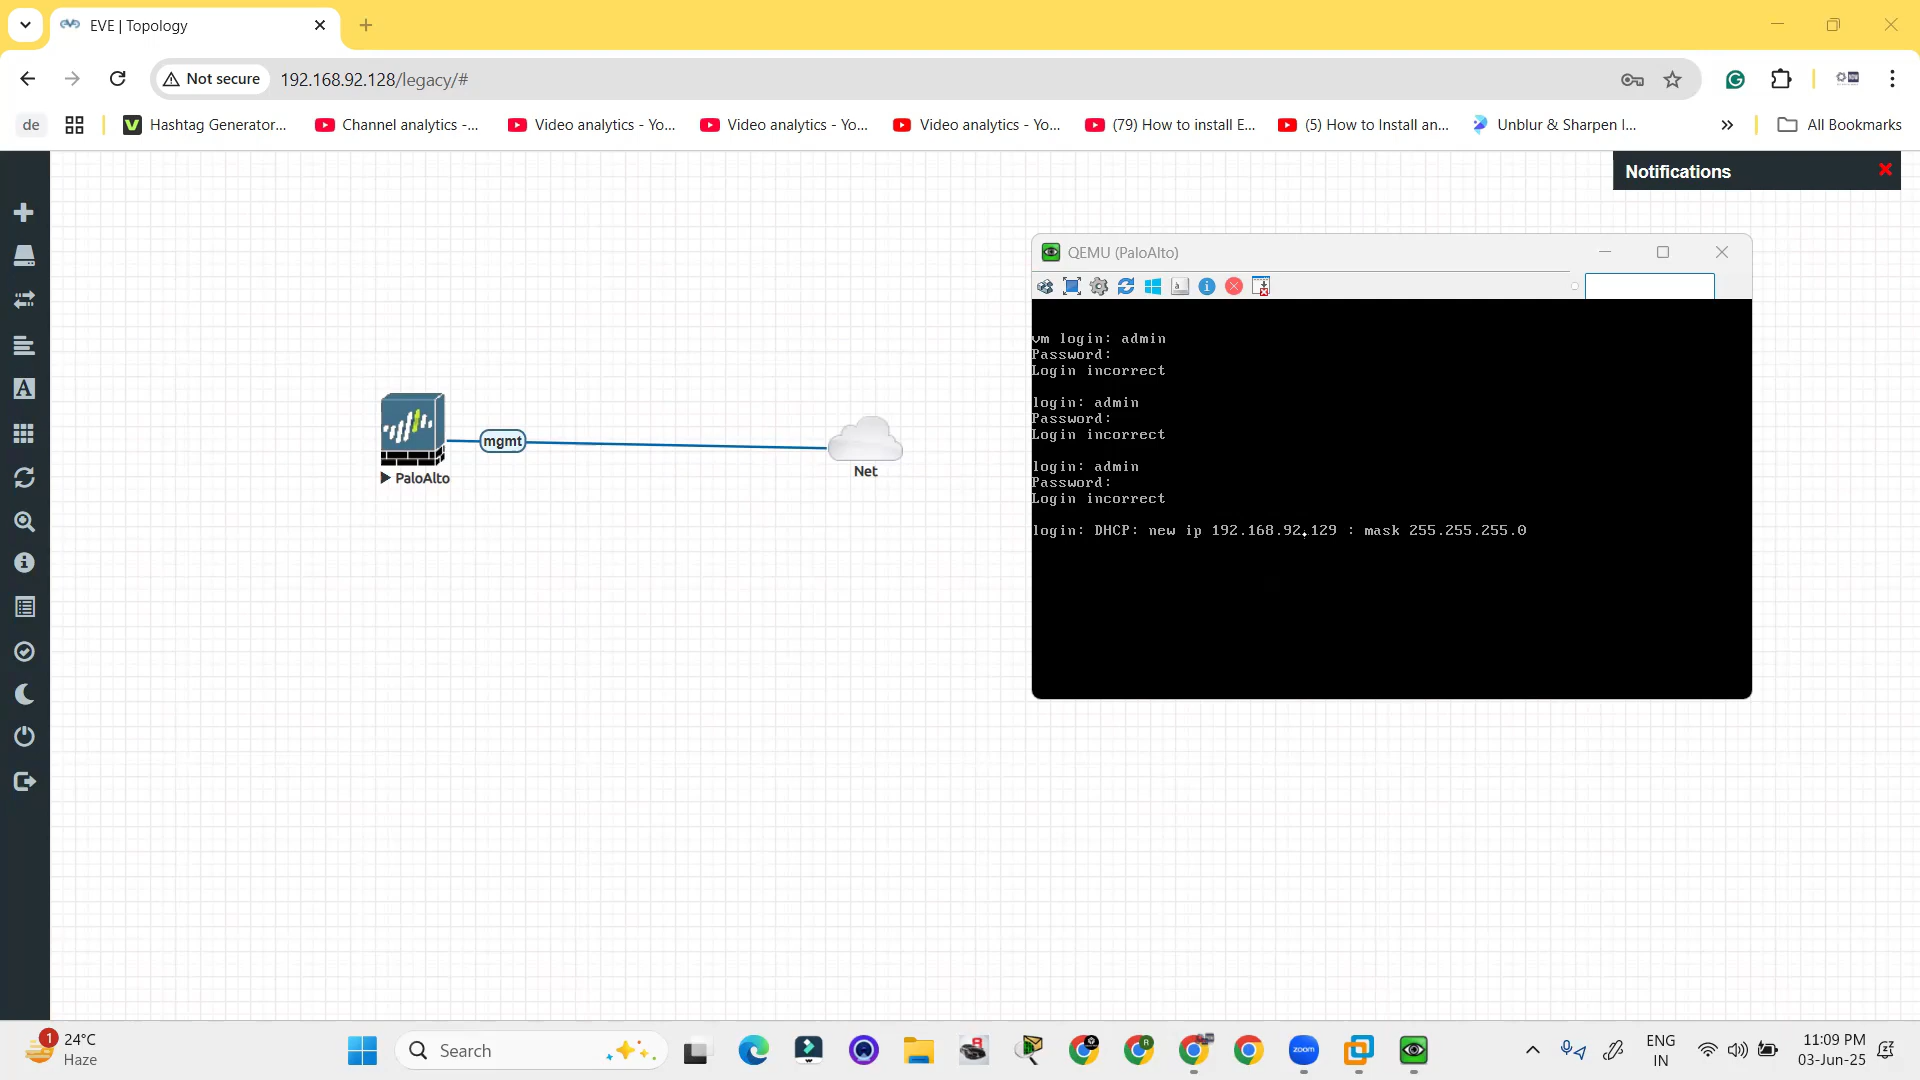 EVE | Topology
Not secure
192.168.92.128/legacy/#
de
Hashtag Generator...
Channel analytics -...
Video analytics - Yo...
Video analytics - Yo...
Video analytics - Yo...
(79) How to install E...
(5) How to Install an...
Unblur & Sharpen I...
All Bookmarks
Notifications
QEMU (PaloAlto)
vm login: admin
Password:
Login incorrect
login: admin
Password:
Login incorrect
login: admin
Password:
Login incorrect
login: DHCP: new ip 192.168.92.129 : mask 255.255.255.0
mgmt
PaloAlto
Net
1
24°C
Haze
Search
zoom
ENG
IN
11:09 PM
03-Jun-25